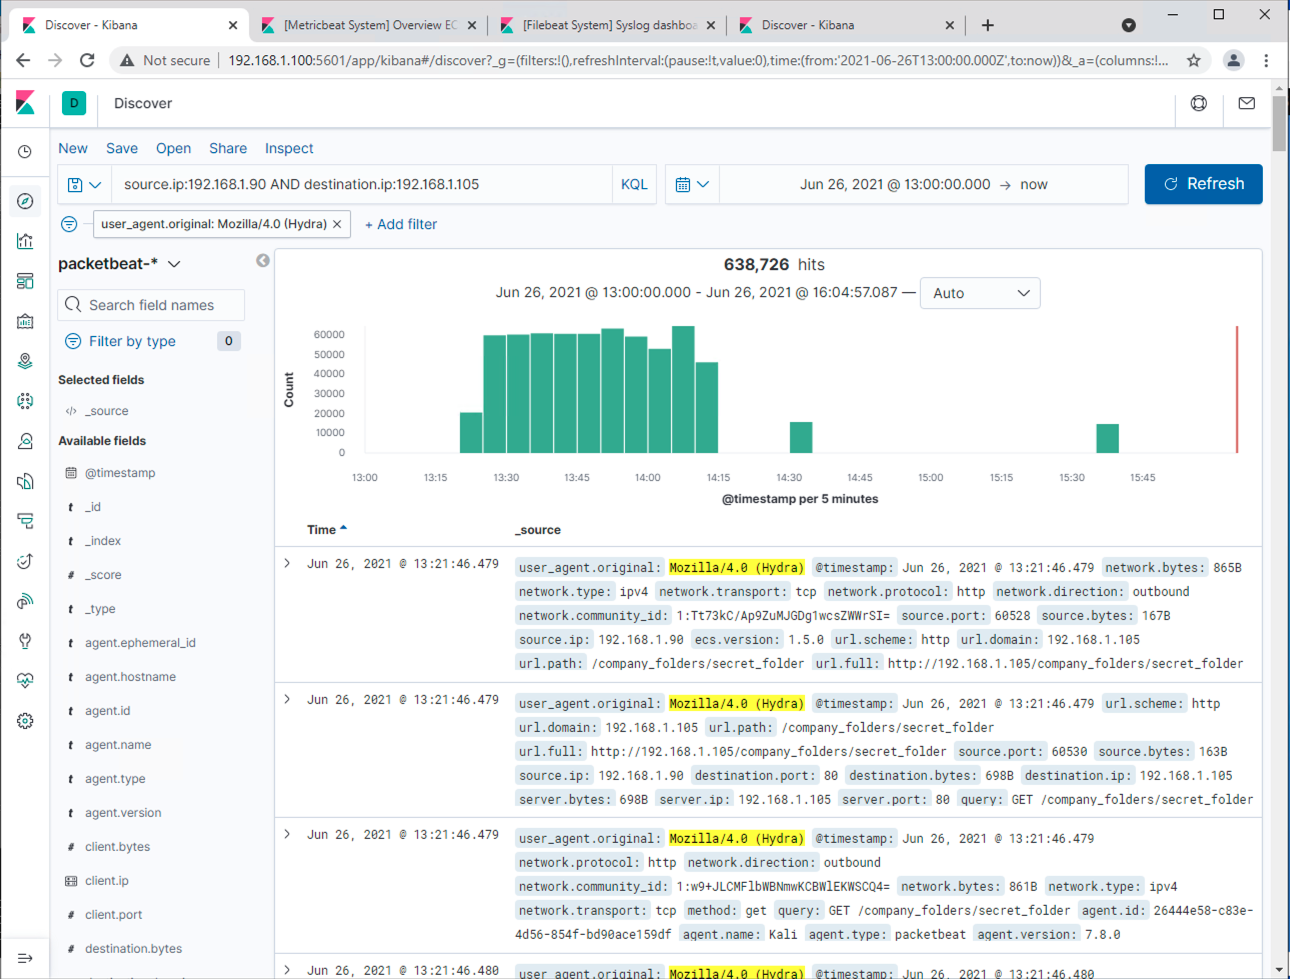 Discover - Kibana
[Metricbeat System] Overview EC
[Filebeat System] Syslog dashboa
Discover - Kibana
Not secure
192.168.1.100:5601/app/kibana#/discover?_g=(filters:!(),refreshInterval:(pause:!t,value:0),time:(from:'2021-06-26T13:00:00.000Z',to:now))&_a=(columns:!...
D
Discover
New Save Open Share Inspect
source.ip:192.168.1.90 AND destination.ip:192.168.1.105
KQL
Jun 26, 2021 @ 13:00:00.000 → now
Refresh
user_agent.original: Mozilla/4.0 (Hydra) ×
+ Add filter
packetbeat-*
Search field names
Filter by type 0
Selected fields
_source
Available fields
@timestamp
t _id
t _index
# _score
t _type
t agent.ephemeral_id
t agent.hostname
t agent.id
t agent.name
t agent.type
t agent.version
# client.bytes
client.ip
# client.port
# destination.bytes
638,726 hits
Jun 26, 2021 @ 13:00:00.000 - Jun 26, 2021 @ 16:04:57.087 — Auto
Count
60000
50000
40000
30000
20000
10000
0
13:00 13:15 13:30 13:45 14:00 14:15 14:30 14:45 15:00 15:15 15:30 15:45
@timestamp per 5 minutes
Time _source
Jun 26, 2021 @ 13:21:46.479
user_agent.original: Mozilla/4.0 (Hydra) @timestamp: Jun 26, 2021 @ 13:21:46.479 network.bytes: 865B
network.type: ipv4 network.transport: tcp network.protocol: http network.direction: outbound
network.community_id: 1:Tt73kC/Ap9ZuMJGDg1wcsZWWrSI= source.port: 60528 source.bytes: 167B
source.ip: 192.168.1.90 ecs.version: 1.5.0 url.scheme: http url.domain: 192.168.1.105
url.path: /company_folders/secret_folder url.full: http://192.168.1.105/company_folders/secret_folder
Jun 26, 2021 @ 13:21:46.479
user_agent.original: Mozilla/4.0 (Hydra) @timestamp: Jun 26, 2021 @ 13:21:46.479 url.scheme: http
url.domain: 192.168.1.105 url.path: /company_folders/secret_folder
url.full: http://192.168.1.105/company_folders/secret_folder source.port: 60530 source.bytes: 163B
source.ip: 192.168.1.90 destination.port: 80 destination.bytes: 698B destination.ip: 192.168.1.105
server.bytes: 698B server.ip: 192.168.1.105 server.port: 80 query: GET /company_folders/secret_folder
Jun 26, 2021 @ 13:21:46.479
user_agent.original: Mozilla/4.0 (Hydra) @timestamp: Jun 26, 2021 @ 13:21:46.479
network.protocol: http network.direction: outbound
network.community_id: 1:w9+JLCMFlbWBNmwKCBWlEKWSCQ4= network.bytes: 861B network.type: ipv4
network.transport: tcp method: get query: GET /company_folders/secret_folder agent.id: 26444e58-c83e-
4d56-854f-bd90ace159df agent.name: Kali agent.type: packetbeat agent.version: 7.8.0
Jun 26, 2021 @ 13:21:46.480
user_agent.original: Mozilla/4.0 (Hydra) @timestamp: Jun 26, 2021 @ 13:21:46.480